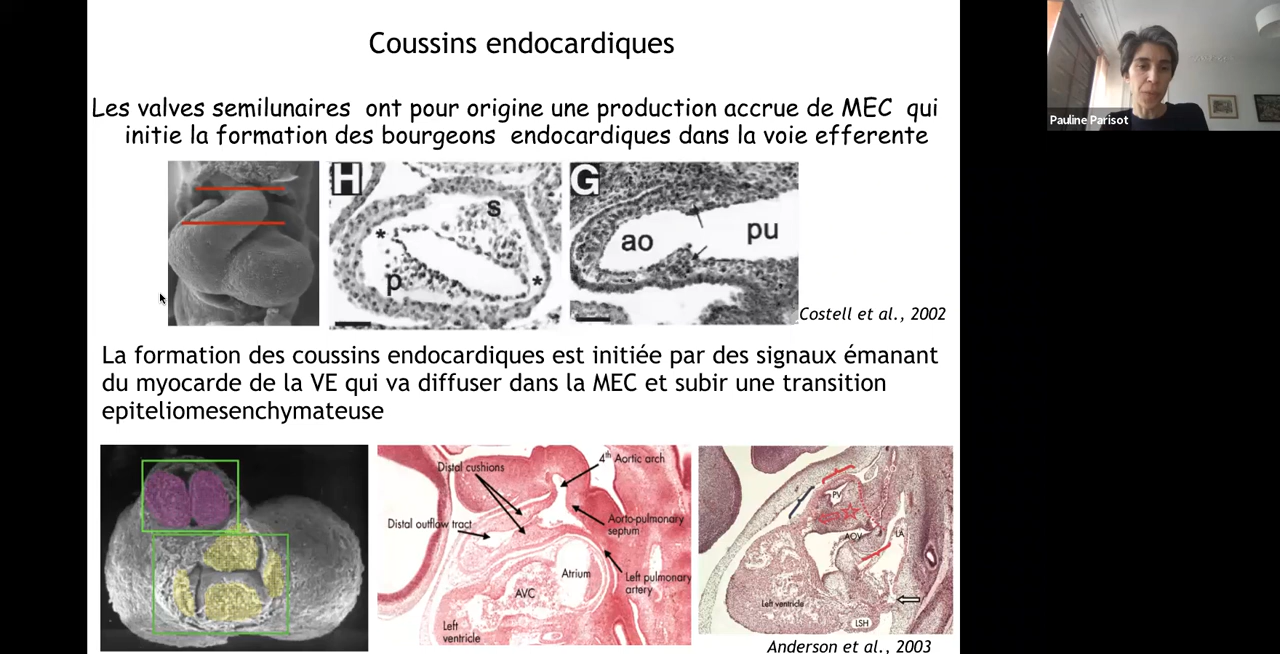 Coussins endocardiques
Pauline Parisot
Les valves semilunaires ont pour origine une production accrue de MEC qui
initie la formation des bourgeons endocardiques dans la voie efferente
H
s
*
p
*
G
ao
pu
Costell et al., 2002
La formation des coussins endocardiques est initiée par des signaux émanant
du myocarde de la VE qui va diffuser dans la MEC et subir une transition
epiteliomesenchymateuse
Distal cushions
4th Aortic arch
Distal outflow tract
Aorto-pulmonary
septum
Atrium
Left pulmonary
artery
AVC
Left
ventricle
AO
PV
AOV
LA
Left ventricle
LSH
Anderson et al., 2003